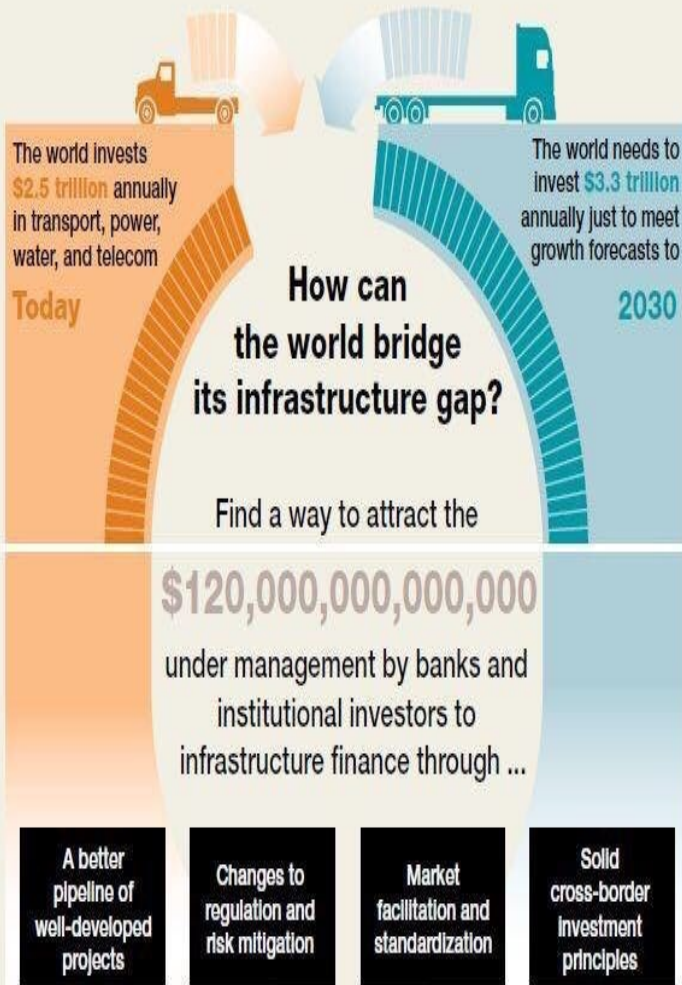 The world invests
$2.5 trillion annually
in transport, power,
water, and telecom
Today
The world needs to
invest $3.3 trillion
annually just to meet
growth forecasts to
2030
How can
the world bridge
its infrastructure gap?
Find a way to attract the
$120,000,000,000,000
under management by banks and
institutional investors to
infrastructure finance through ...
A better
pipeline of
well-developed
projects
Changes to
regulation and
risk mitigation
Market
facilitation and
standardization
Solid
cross-border
investment
principles